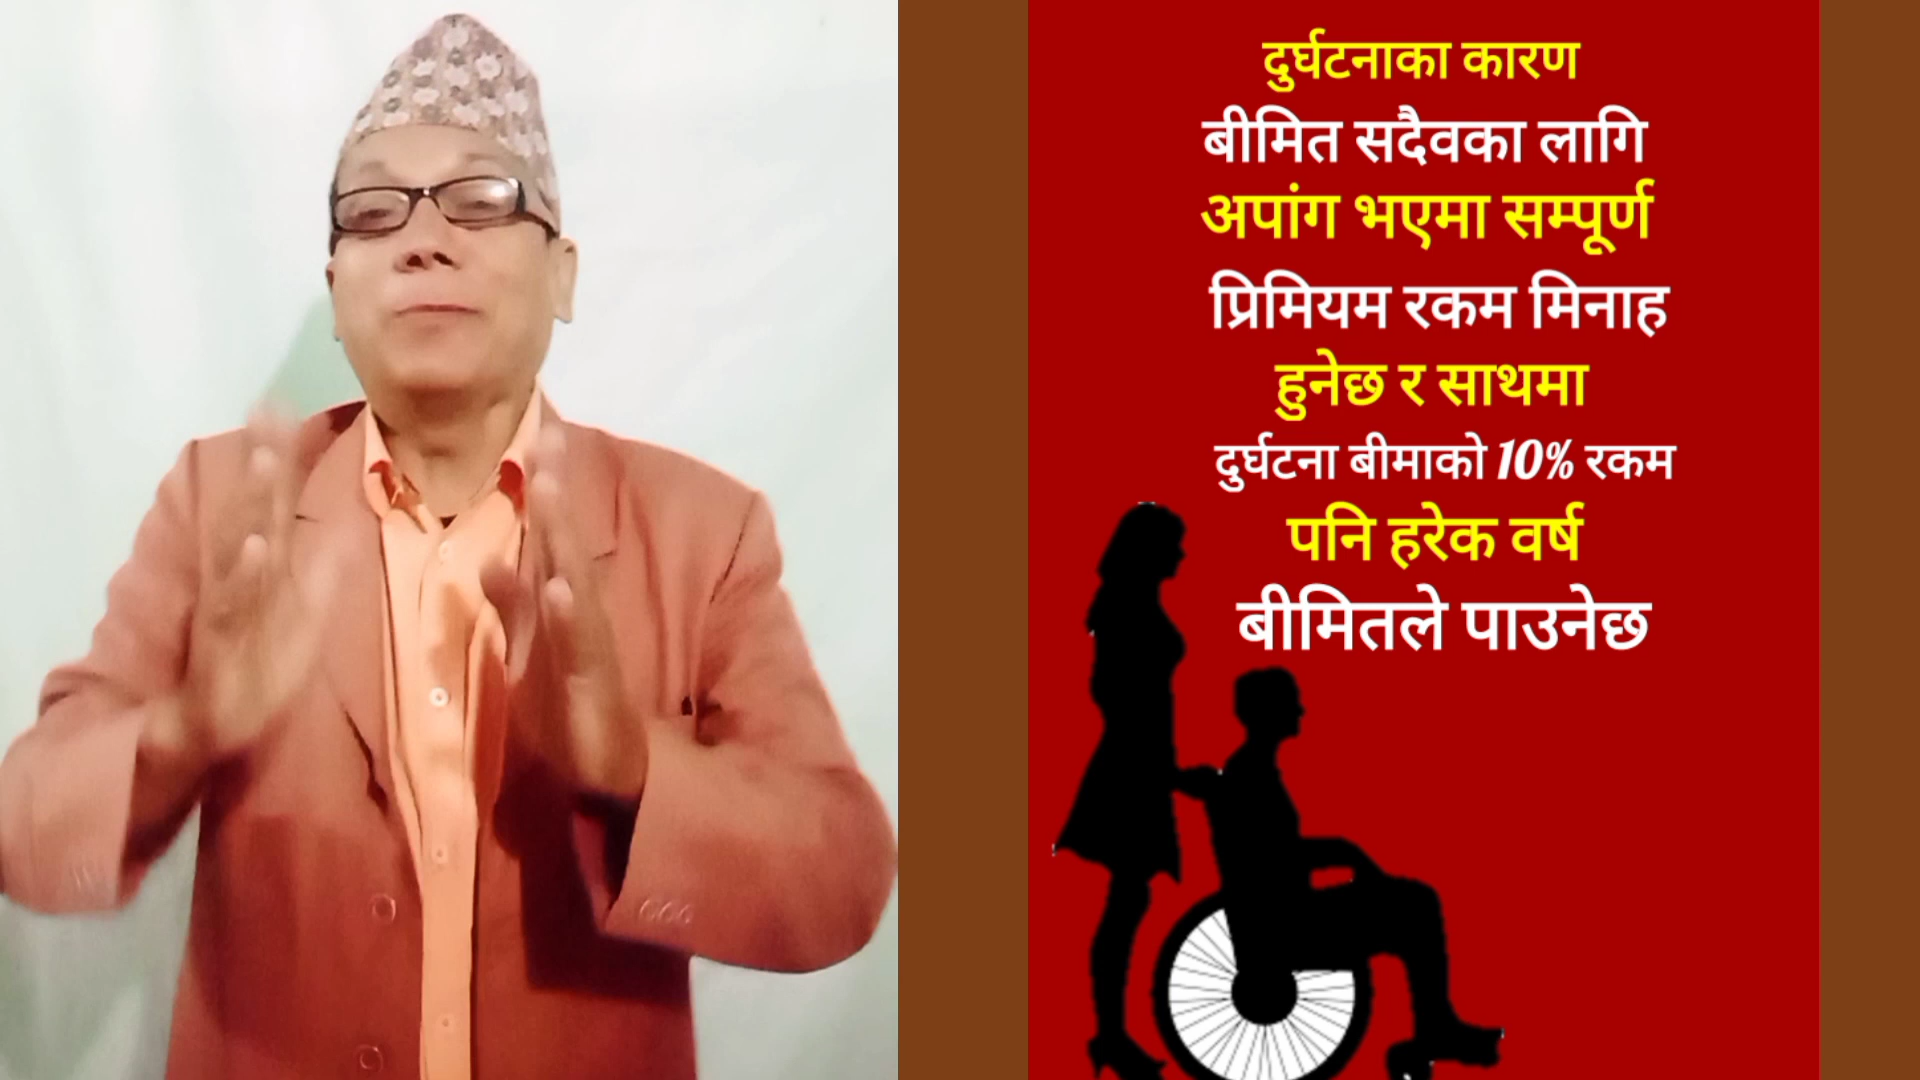 दुर्घटनाका कारण
बीमित सदैवका लागि
अपांग भएमा सम्पूर्ण
प्रिमियम रकम मिनाह
हुनेछ र साथमा
दुर्घटना बीमाको 10% रकम
पनि हरेक वर्ष
बीमितले पाउनेछ